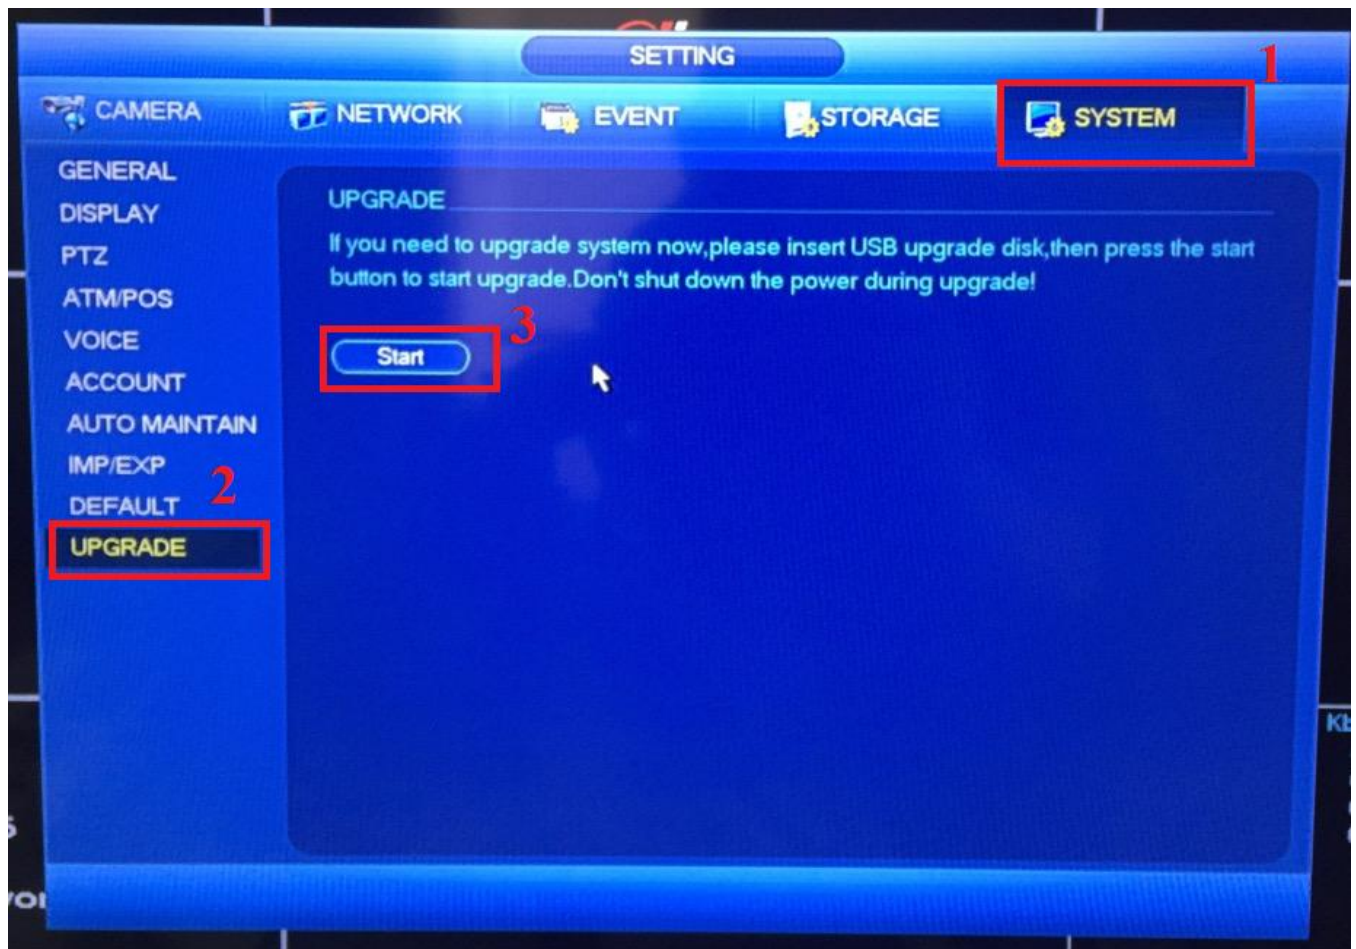 SETTING
1
CAMERA NETWORK EVENT STORAGE SYSTEM
GENERAL
DISPLAY
PTZ
ATM/POS
VOICE
ACCOUNT
AUTO MAINTAIN
IMP/EXP
DEFAULT
2
UPGRADE
UPGRADE
If you need to upgrade system now,please insert USB upgrade disk,then press the start
button to start upgrade.Don't shut down the power during upgrade!
3
Start